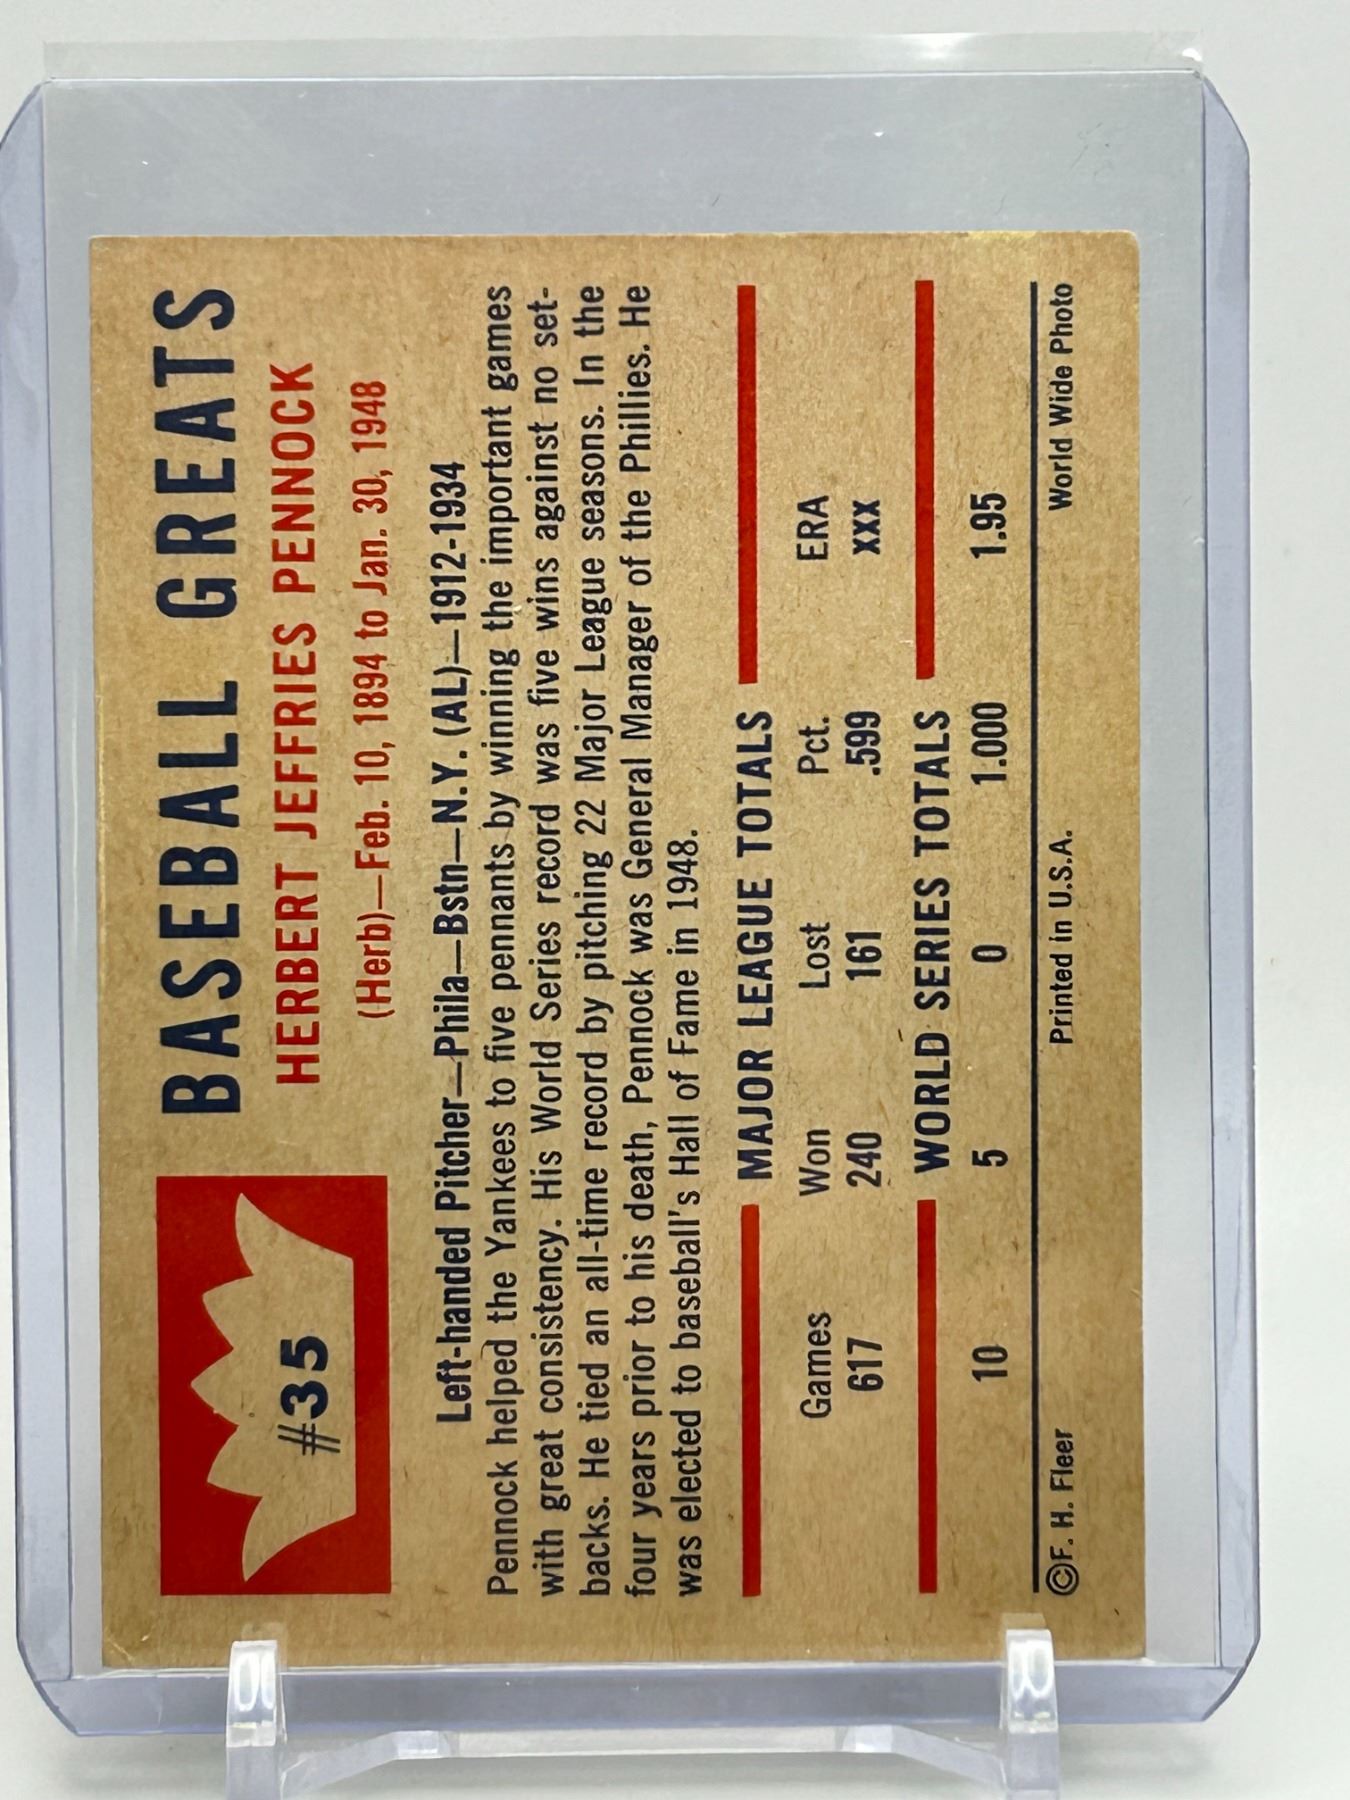 #35
BASEBALL GREATS
HERBERT JEFFRIES PENNOCK
(Herb)—Feb. 10, 1894 to Jan. 30, 1948
Left-handed Pitcher—Phila—Bstn—N.Y. (AL)—1912-1934
Pennock helped the Yankees to five pennants by winning the important games
with great consistency. His World Series record was five wins against no set-
backs. He tied an all-time record by pitching 22 Major League seasons. In the
four years prior to his death, Pennock was General Manager of the Phillies. He
was elected to baseball's Hall of Fame in 1948.
MAJOR LEAGUE TOTALS
Games Won Lost Pct. ERA
617 240 161 .599 xxx
WORLD SERIES TOTALS
10 5 0 1.000 1.95
©F. H. Fleer Printed in U.S.A. World Wide Photo